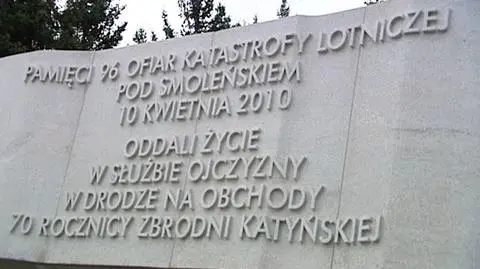 PAMIĘCI 96 OFIAR KATASTROFY LOTNICZEJ
POD SMOLEŃSKIEM
10 KWIETNIA 2010
ODDALI ŻYCIE
W SŁUŻBIE OJCZYZNY
W DRODZE NA OBCHODY
70 ROCZNICY ZBRODNI KATYŃSKIEJ